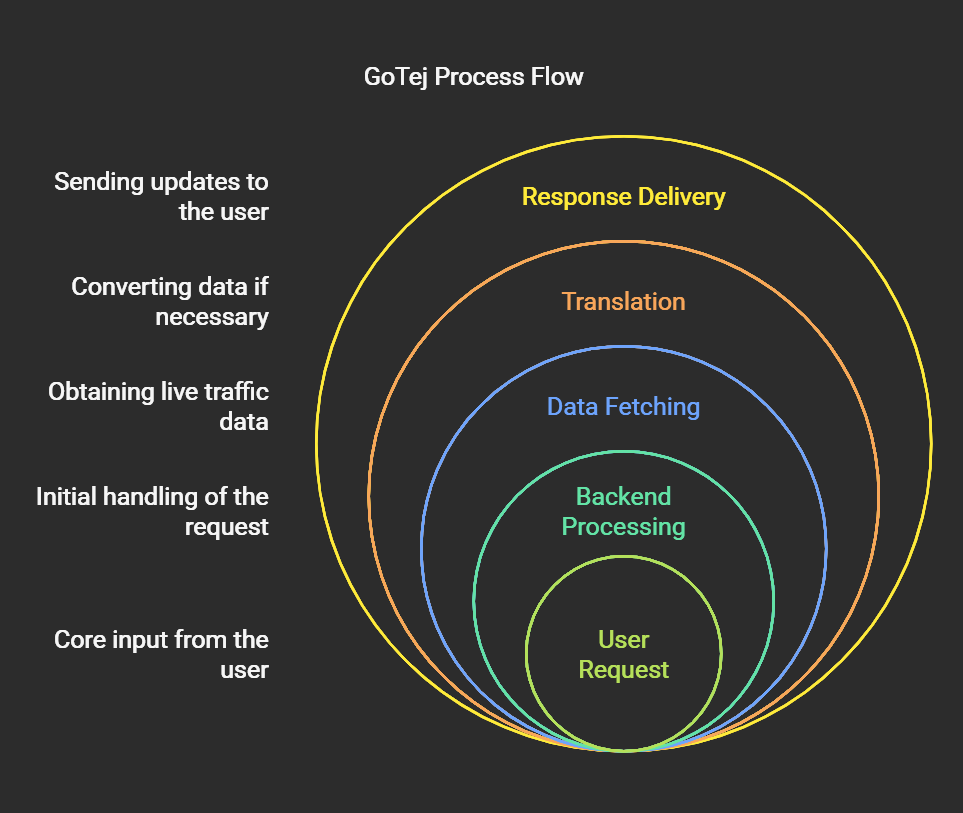 GoTej Process Flow
Sending updates to
the user
Response Delivery
Converting data if
necessary
Translation
Obtaining live traffic
data
Data Fetching
Initial handling of the
request
Backend
Processing
Core input from the
user
User
Request